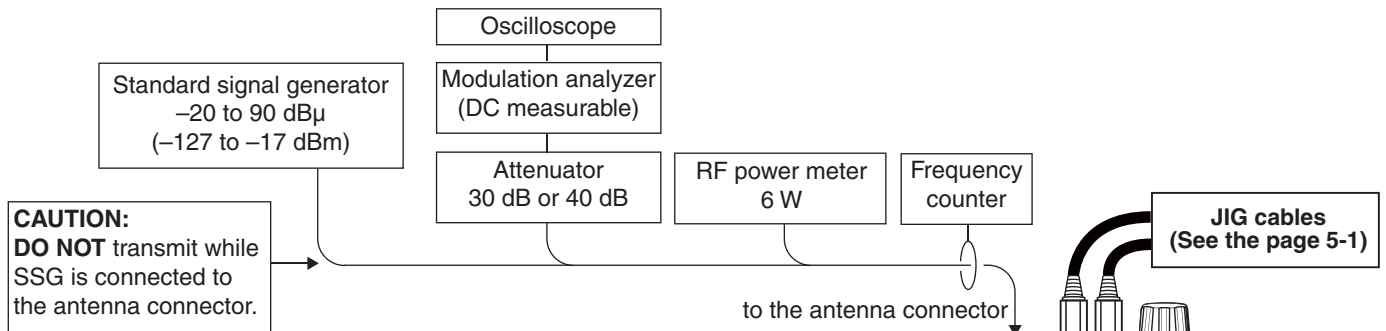 Oscilloscope
Standard signal generator
–20 to 90 dBµ
(–127 to –17 dBm)
Modulation analyzer
(DC measurable)
Attenuator
30 dB or 40 dB
RF power meter
6 W
Frequency
counter
CAUTION:
DO NOT transmit while
SSG is connected to
the antenna connector.
JIG cables
(See the page 5-1)
to the antenna connector